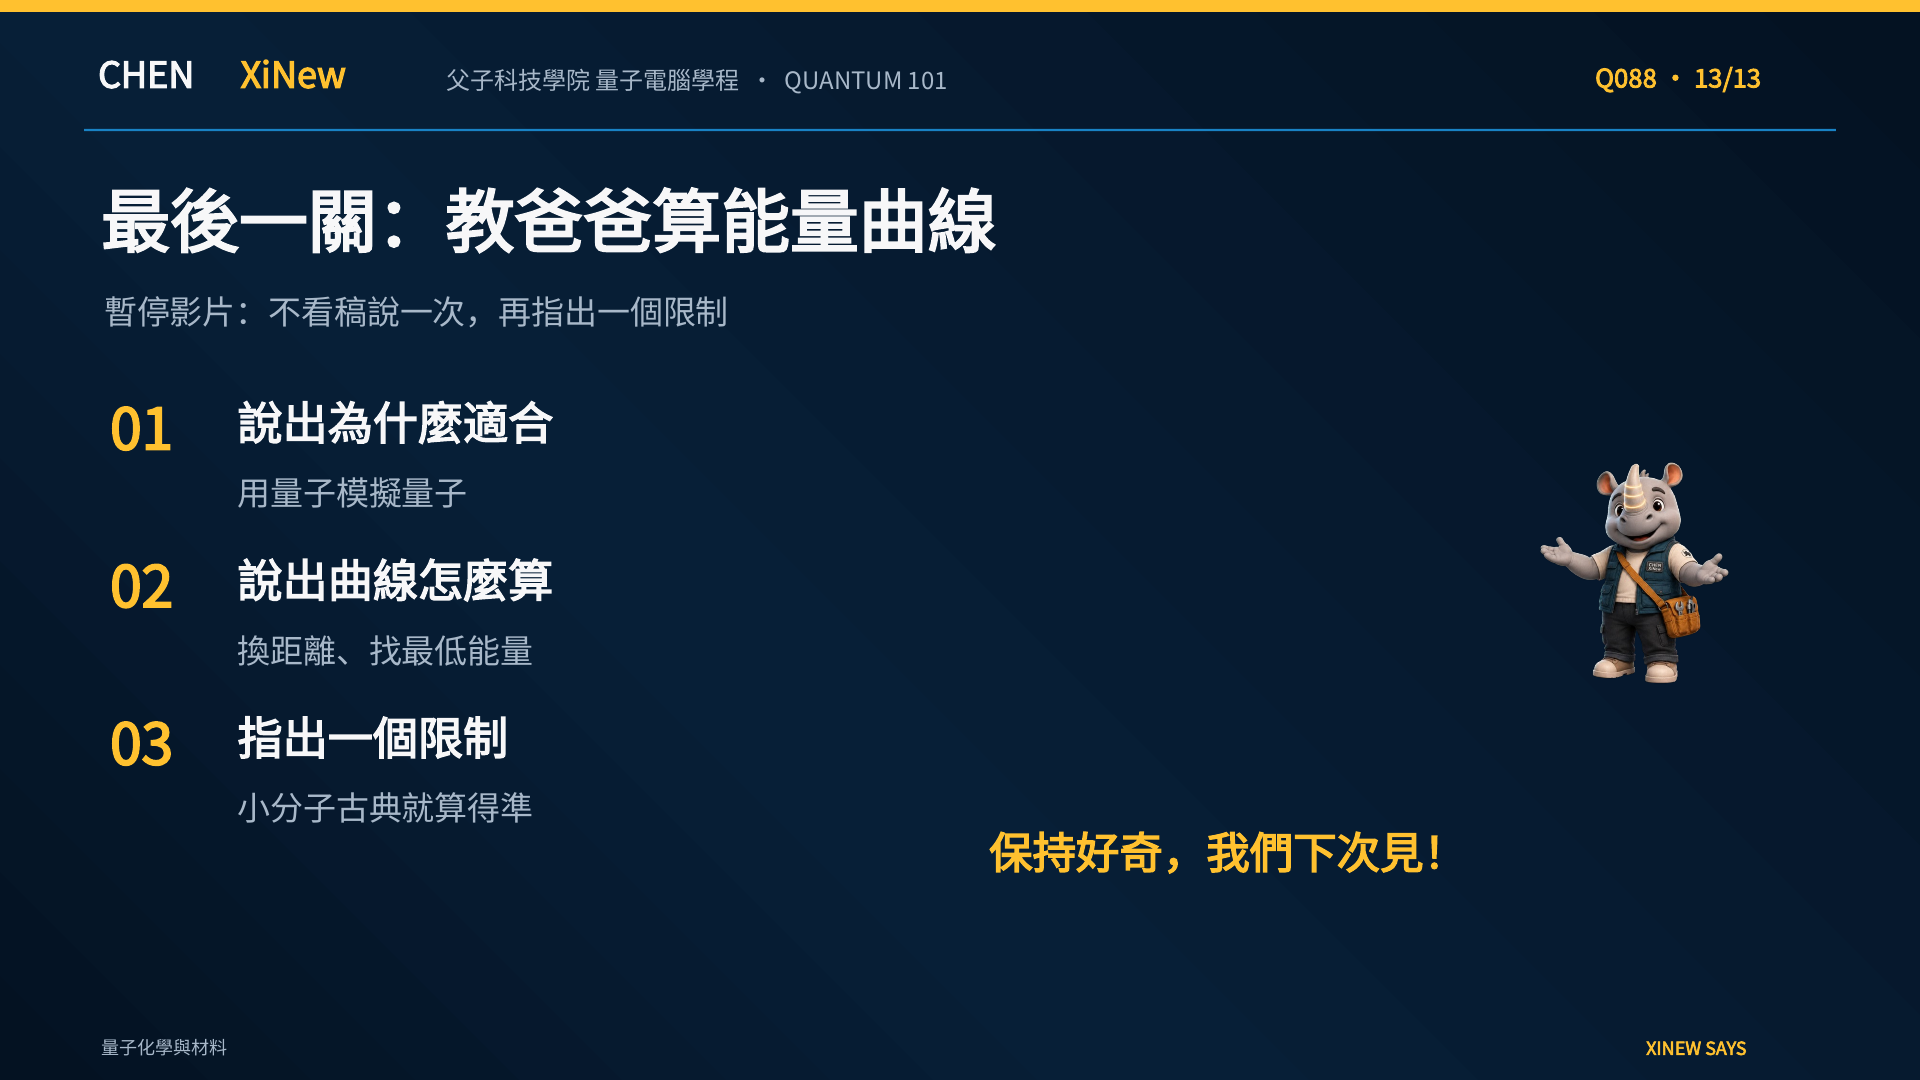 CHEN XiNew 父子科技學院 量子電腦學程 · QUANTUM 101 Q088 · 13/13
最後一關：教爸爸算能量曲線
暫停影片：不看稿說一次，再指出一個限制
01 說出為什麼適合
用量子模擬量子
02 說出曲線怎麼算
換距離、找最低能量
03 指出一個限制
小分子古典就算得準
保持好奇，我們下次見！
量子化學與材料
XINEW SAYS